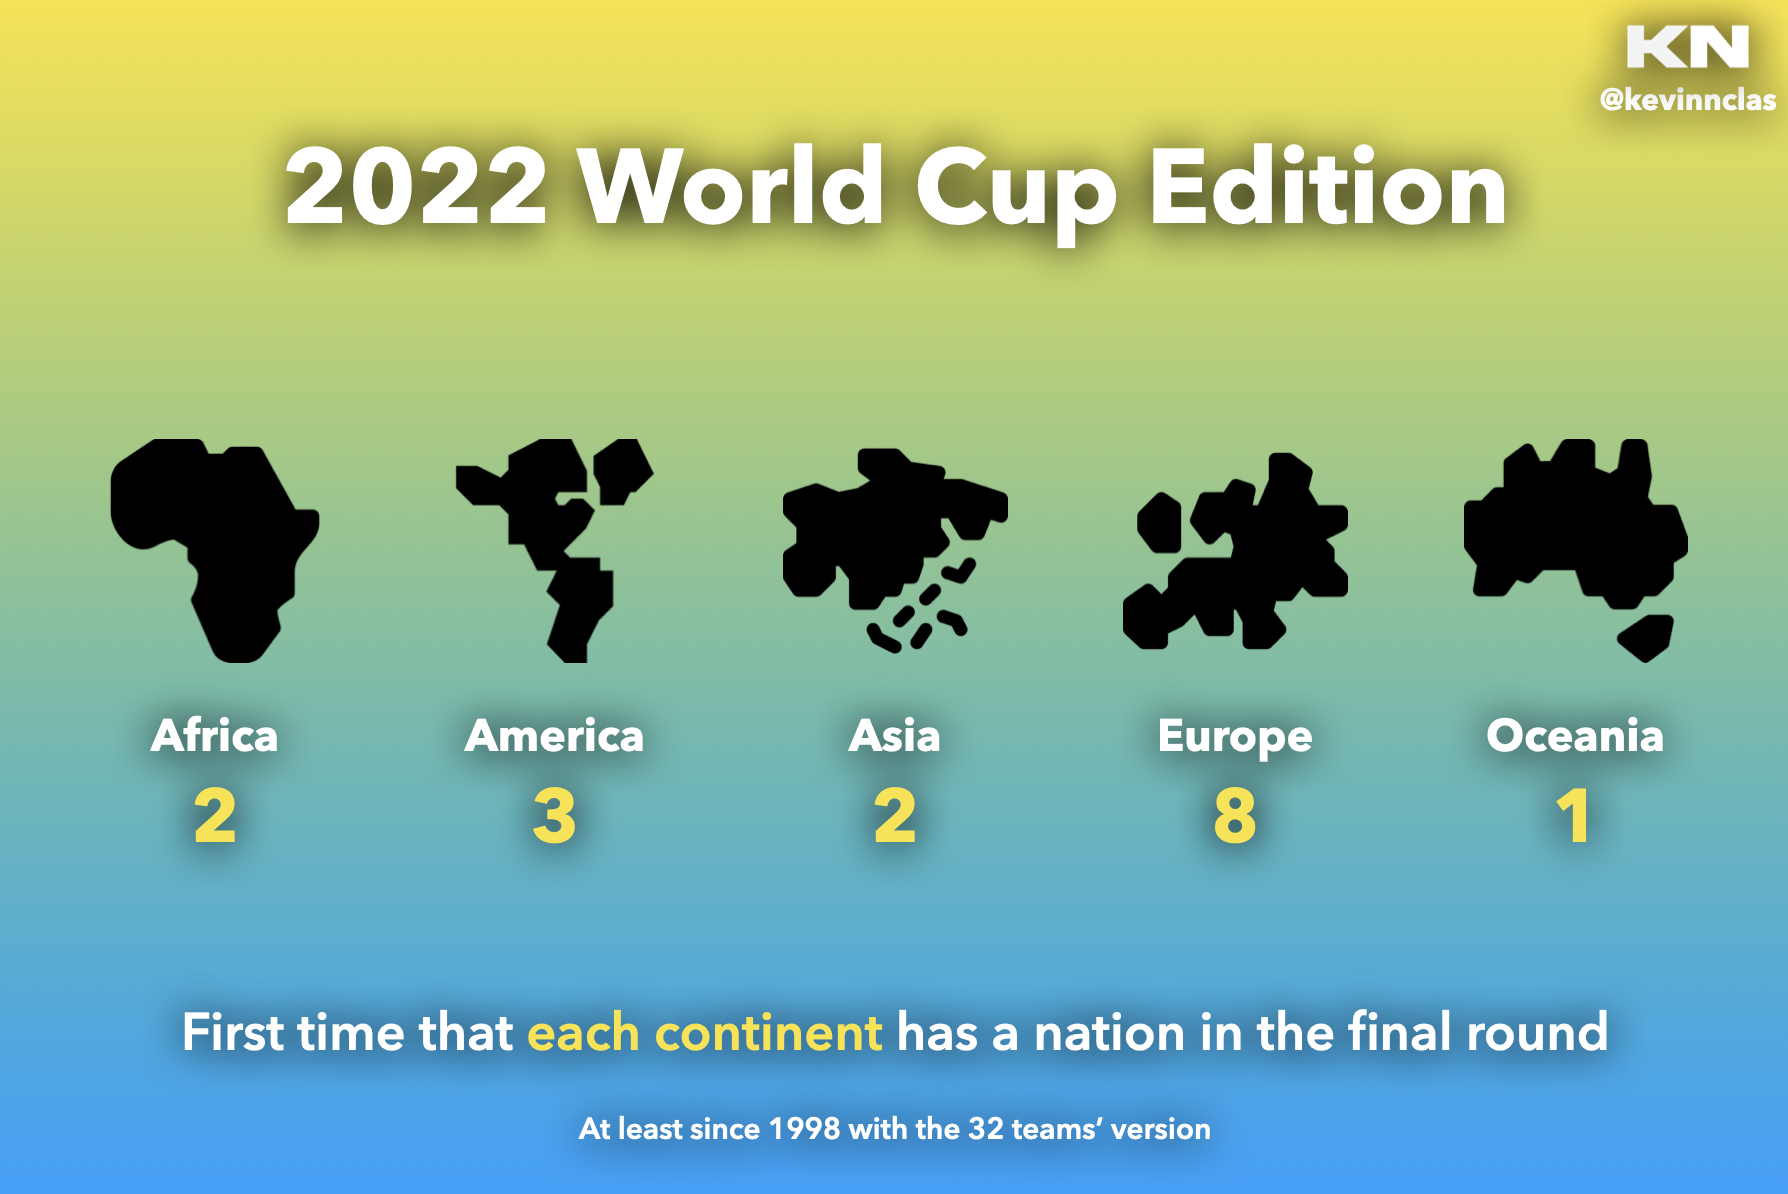 KN
@kevinnclas
2022 World Cup Edition
Africa
2
America
3
Asia
2
Europe
8
Oceania
1
First time that each continent has a nation in the final round
At least since 1998 with the 32 teams’ version